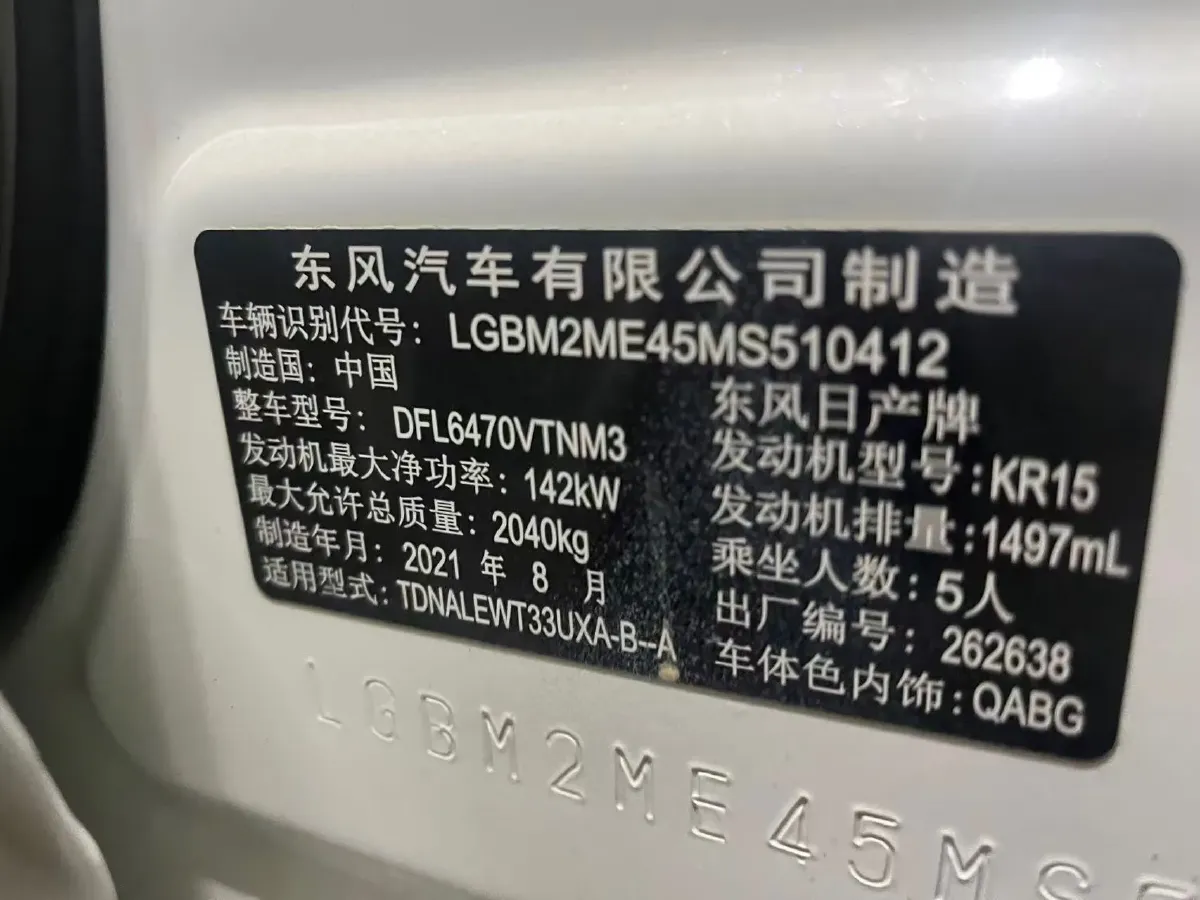 东风汽车有限公司制造
车辆识别代号: LGBM2ME45MS510412
制造国: 中国
东风日产牌
整车型号: DFL6470VTNM3
发动机型号:KR15
发动机最大净功率: 142kW
发动机排量:1497mL
最大允许总质量: 2040kg
乘坐人数: 5人
制造年月: 2021 年 8 月
出厂编号: 262638
适用型式: TDNALEWT33UXA-B--A
车体色内饰: QABG
LGBM2ME45MS5